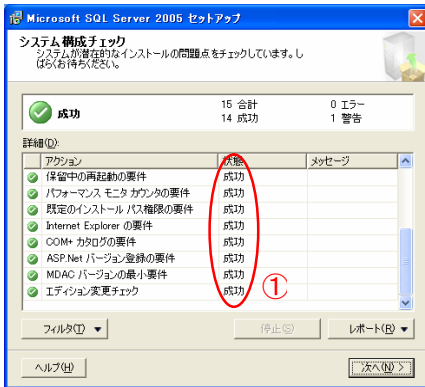 Microsoft SQL Server 2005 セットアップ
システム構成チェック
システムが潜在的なインストールの問題点をチェックしています。し
ばらくお待ちください。
成功
15 合計
0 エラー
14 成功
1 警告
詳細(D):
アクション 状態 メッセージ
保留中の再起動の要件 成功
パフォーマンス モニタ カウンタの要件 成功
既定のインストール パス権限の要件 成功
Internet Explorer の要件 成功
COM+ カタログの要件 成功
ASP.Net バージョン登録の要件 成功
MDAC バージョンの最小要件 成功
エディション変更チェック 成功
①
フィルタ(T) 停止(S) レポート(R)
ヘルプ(H) 次へ(N) >